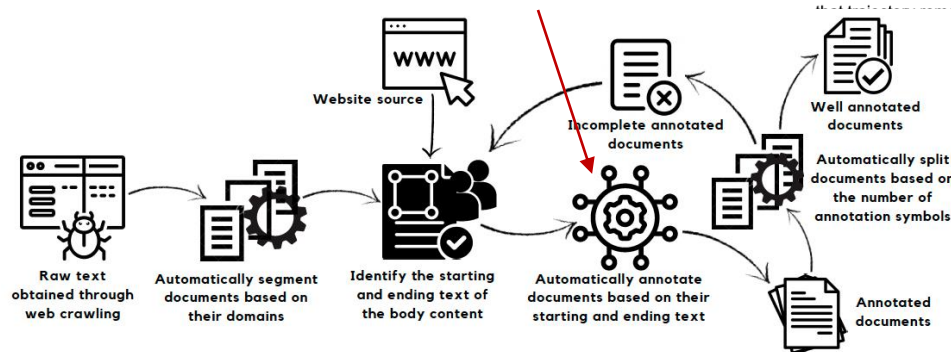 WWW
Website source
Incomplete annotated
documents
Well annotated
documents
Automatically split
documents based on
the number of
annotation symbols
Raw text
obtained through
web crawling
Automatically segment
documents based on
their domains
Identify the starting
and ending text of
the body content
Automatically annotate
documents based on their
starting and ending text
Annotated
documents